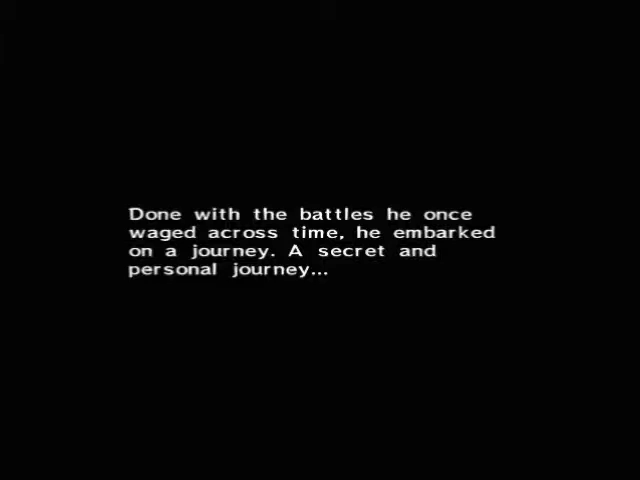 Done with the battles he once
waged across time, he embarked
on a journey. A secret and
personal journey...